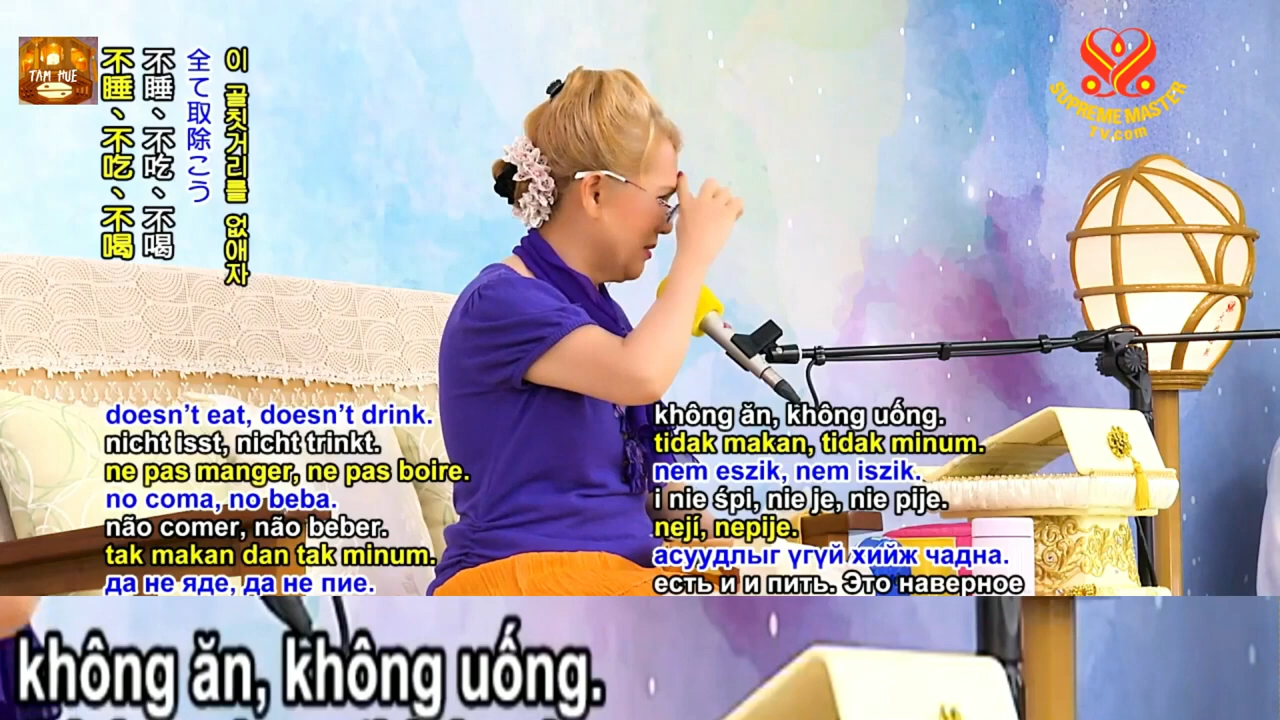 TAM HUE
不睡、不吃、不喝
不睡、不吃、不喝
全て取除こう
이 골칫거리를 없애자
SUPREME MASTER
TV.com
doesn't eat, doesn't drink.
nicht isst, nicht trinkt.
ne pas manger, ne pas boire.
no coma, no beba.
não comer, não beber.
tak makan dan tak minum.
да не яде, да не пие.
không ăn, không uống.
tidak makan, tidak minum.
nem eszik, nem iszik.
i nie śpi, nie je, nie pije.
nejí, nepije.
асуудлыг үгүй хийж чадна.
есть и и пить. Это наверное
không ăn, không uống.